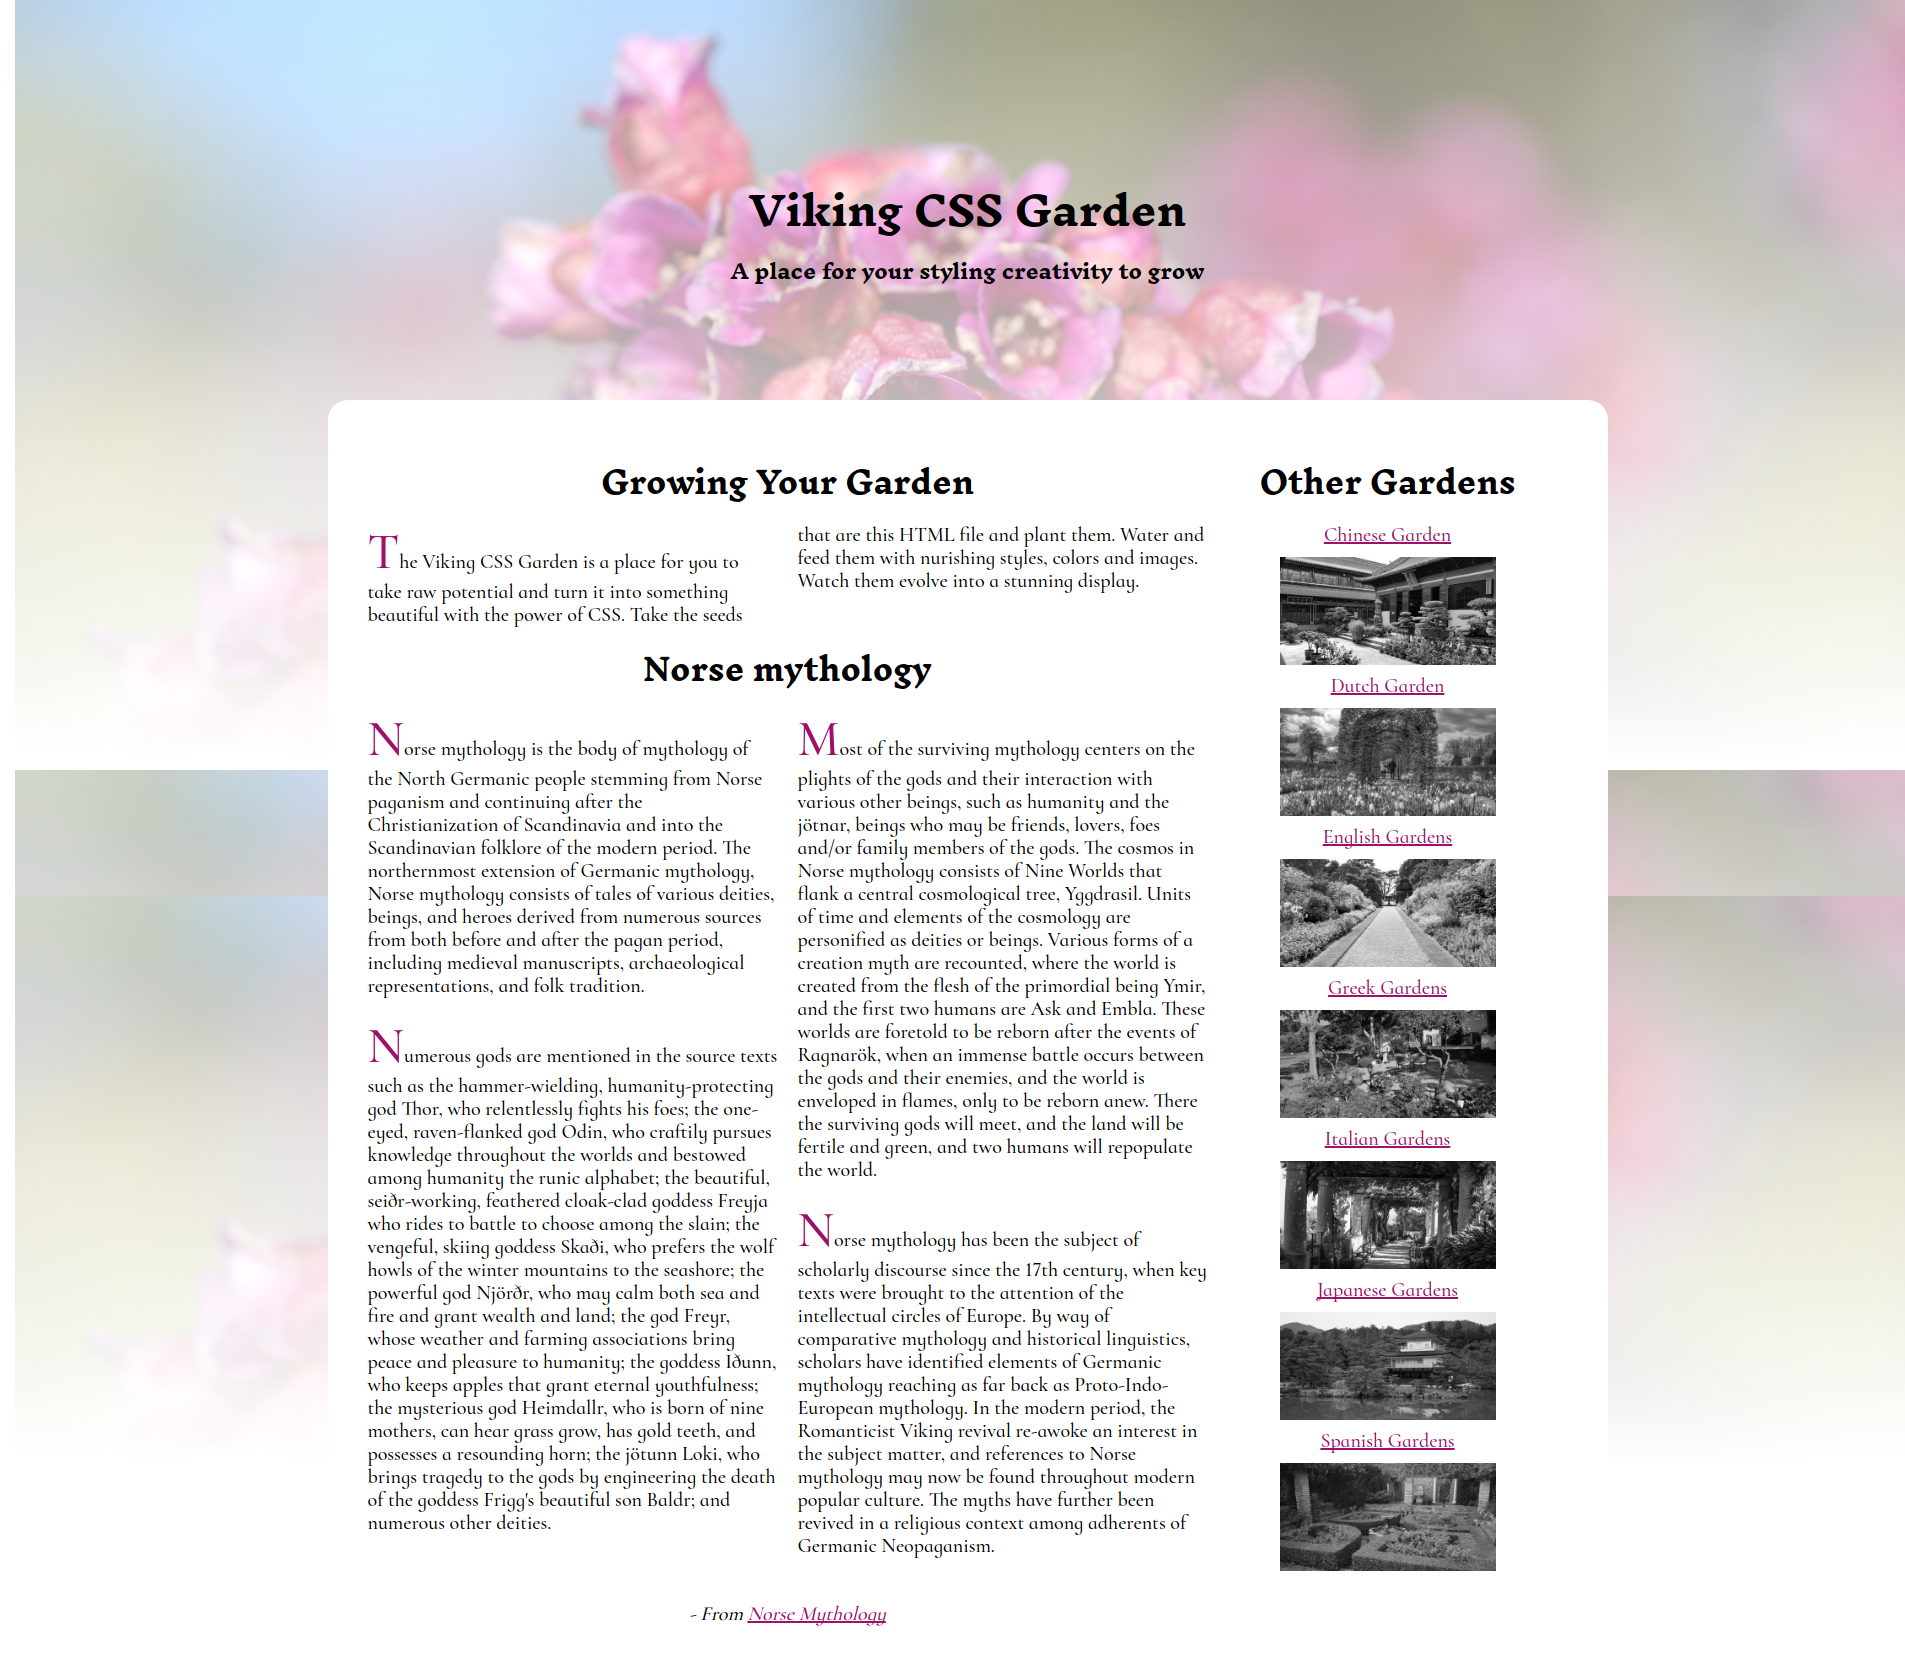 Viking CSS Garden
A place for your styling creativity to grow
Growing Your Garden
The Viking CSS Garden is a place for you to
take raw potential and turn it into something
beautiful with the power of CSS. Take the seeds
that are this HTML file and plant them. Water and
feed them with nurishing styles, colors and images.
Watch them evolve into a stunning display.
Norse mythology
Norse mythology is the body of mythology of
the North Germanic people stemming from Norse
paganism and continuing after the
Christianization of Scandinavia and into the
Scandinavian folklore of the modern period. The
northernmost extension of Germanic mythology,
Norse mythology consists of tales of various deities,
beings, and heroes derived from numerous sources
from both before and after the pagan period,
including medieval manuscripts, archaeological
representations, and folk tradition.
Numerous gods are mentioned in the source texts
such as the hammer-wielding, humanity-protecting
god Thor, who relentlessly fights his foes; the one-
eyed, raven-flanked god Odin, who craftily pursues
knowledge throughout the worlds and bestowed
among humanity the runic alphabet; the beautiful,
seiðr-working, feathered cloak-clad goddess Freyja
who rides to battle to choose among the slain; the
vengeful, skiing goddess Skaði, who prefers the wolf
howls of the winter mountains to the seashore; the
powerful god Njörðr, who may calm both sea and
fire and grant wealth and land; the god Freyr,
whose weather and farming associations bring
peace and pleasure to humanity; the goddess Iðunn,
who keeps apples that grant eternal youthfulness;
the mysterious god Heimdallr, who is born of nine
mothers, can hear grass grow, has gold teeth, and
possesses a resounding horn; the jötunn Loki, who
brings tragedy to the gods by engineering the death
of the goddess Frigg's beautiful son Baldr; and
numerous other deities.
Most of the surviving mythology centers on the
plights of the gods and their interaction with
various other beings, such as humanity and the
jötnar, beings who may be friends, lovers, foes
and/or family members of the gods. The cosmos in
Norse mythology consists of Nine Worlds that
flank a central cosmological tree, Yggdrasil. Units
of time and elements of the cosmology are
personified as deities or beings. Various forms of a
creation myth are recounted, where the world is
created from the flesh of the primordial being Ymir,
and the first two humans are Ask and Embla. These
worlds are foretold to be reborn after the events of
Ragnarök, when an immense battle occurs between
the gods and their enemies, and the world is
enveloped in flames, only to be reborn anew. There
the surviving gods will meet, and the land will be
fertile and green, and two humans will repopulate
the world.
Norse mythology has been the subject of
scholarly discourse since the 17th century, when key
texts were brought to the attention of the
intellectual circles of Europe. By way of
comparative mythology and historical linguistics,
scholars have identified elements of Germanic
mythology reaching as far back as Proto-Indo-
European mythology. In the modern period, the
Romanticist Viking revival re-awoke an interest in
the subject matter, and references to Norse
mythology may now be found throughout modern
popular culture. The myths have further been
revived in a religious context among adherents of
Germanic Neopaganism.
- From Norse Mythology
Other Gardens
Chinese Garden
Dutch Garden
English Gardens
Greek Gardens
Italian Gardens
Japanese Gardens
Spanish Gardens